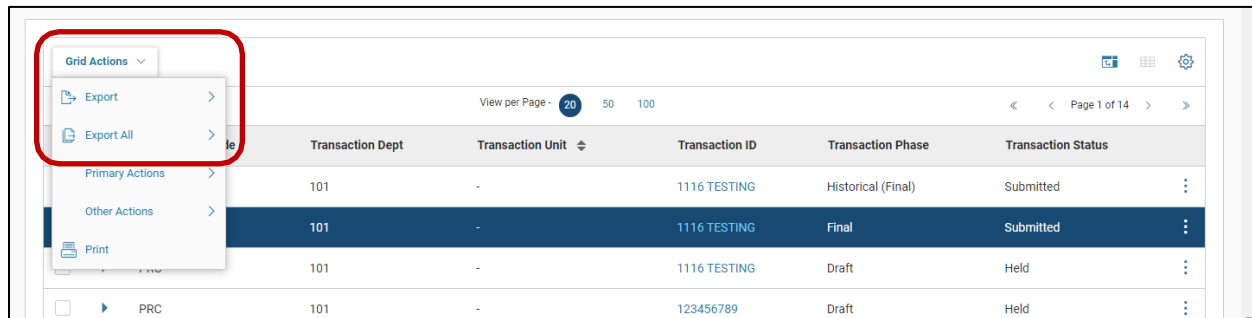 Grid Actions
Export
View per Page - 20 50 100
Page 1 of 14
Export All
Transaction Dept Transaction Unit Transaction ID Transaction Phase Transaction Status
Primary Actions
101 - 1116 TESTING Historical (Final) Submitted
Other Actions
101 - 1116 TESTING Final Submitted
Print
101 - 1116 TESTING Draft Held
PRC 101 - 123456789 Draft Held